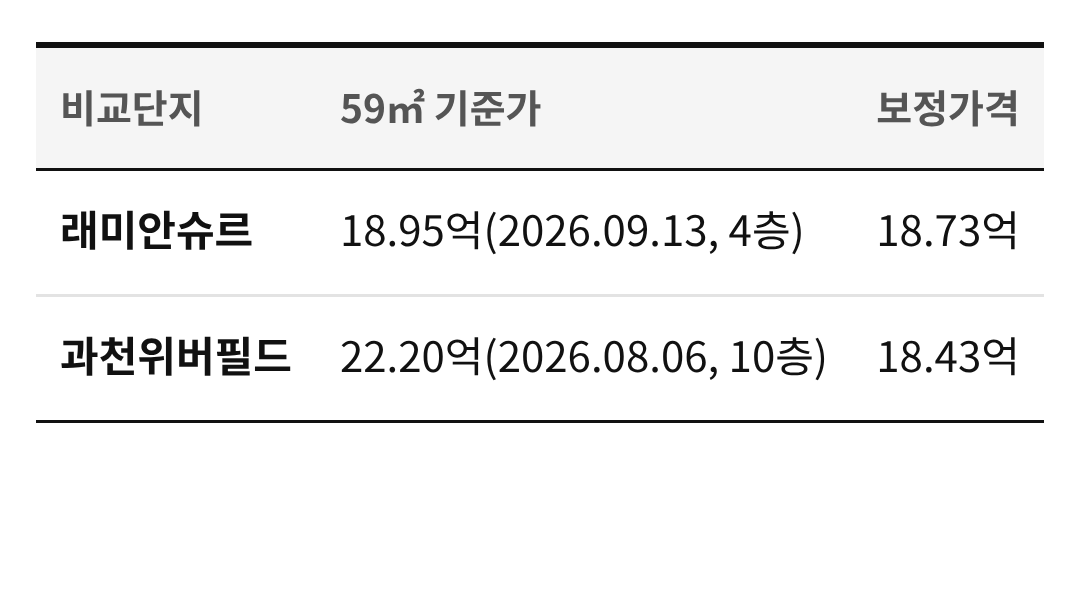 비교단지 59㎡ 기준가 보정가격
래미안슈르 18.95억(2026.09.13, 4층) 18.73억
과천위버필드 22.20억(2026.08.06, 10층) 18.43억